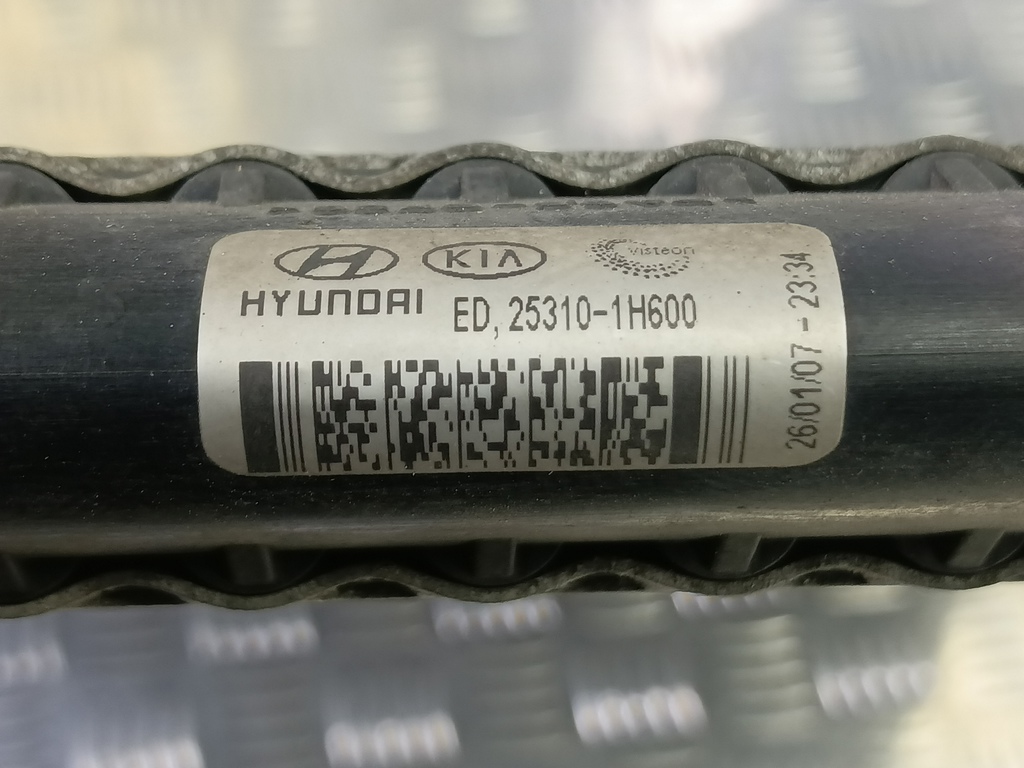 KIA
visteon
HYUNDAI
ED, 25310-1H600
26/01/07 - 23:34